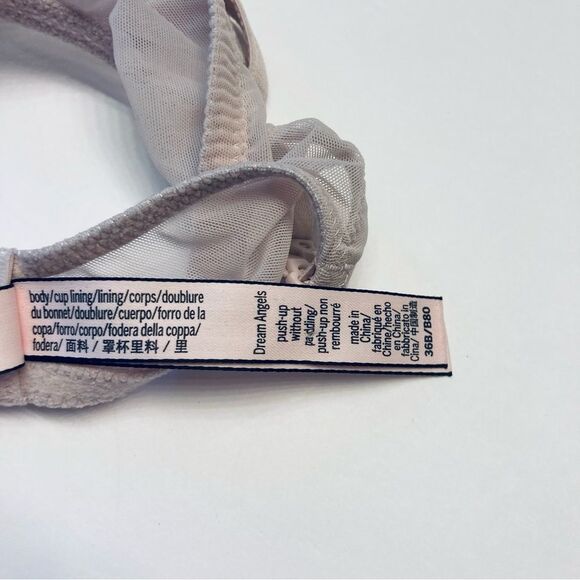 body/cup lining/lining/corps/doublure
du bonnet/doublure/cuerpo/forro de la
copa/forro/corpo/fodera della coppa/
fodera/ 面料 / 罩杯里料 / 里
Dream Angels
push-up
without
padding/
push-up non
rembourré
made in
China/
fabriqué en
Chine/hecho
en China/
fabbricato in
Cina/ 中国制造
36B/B80